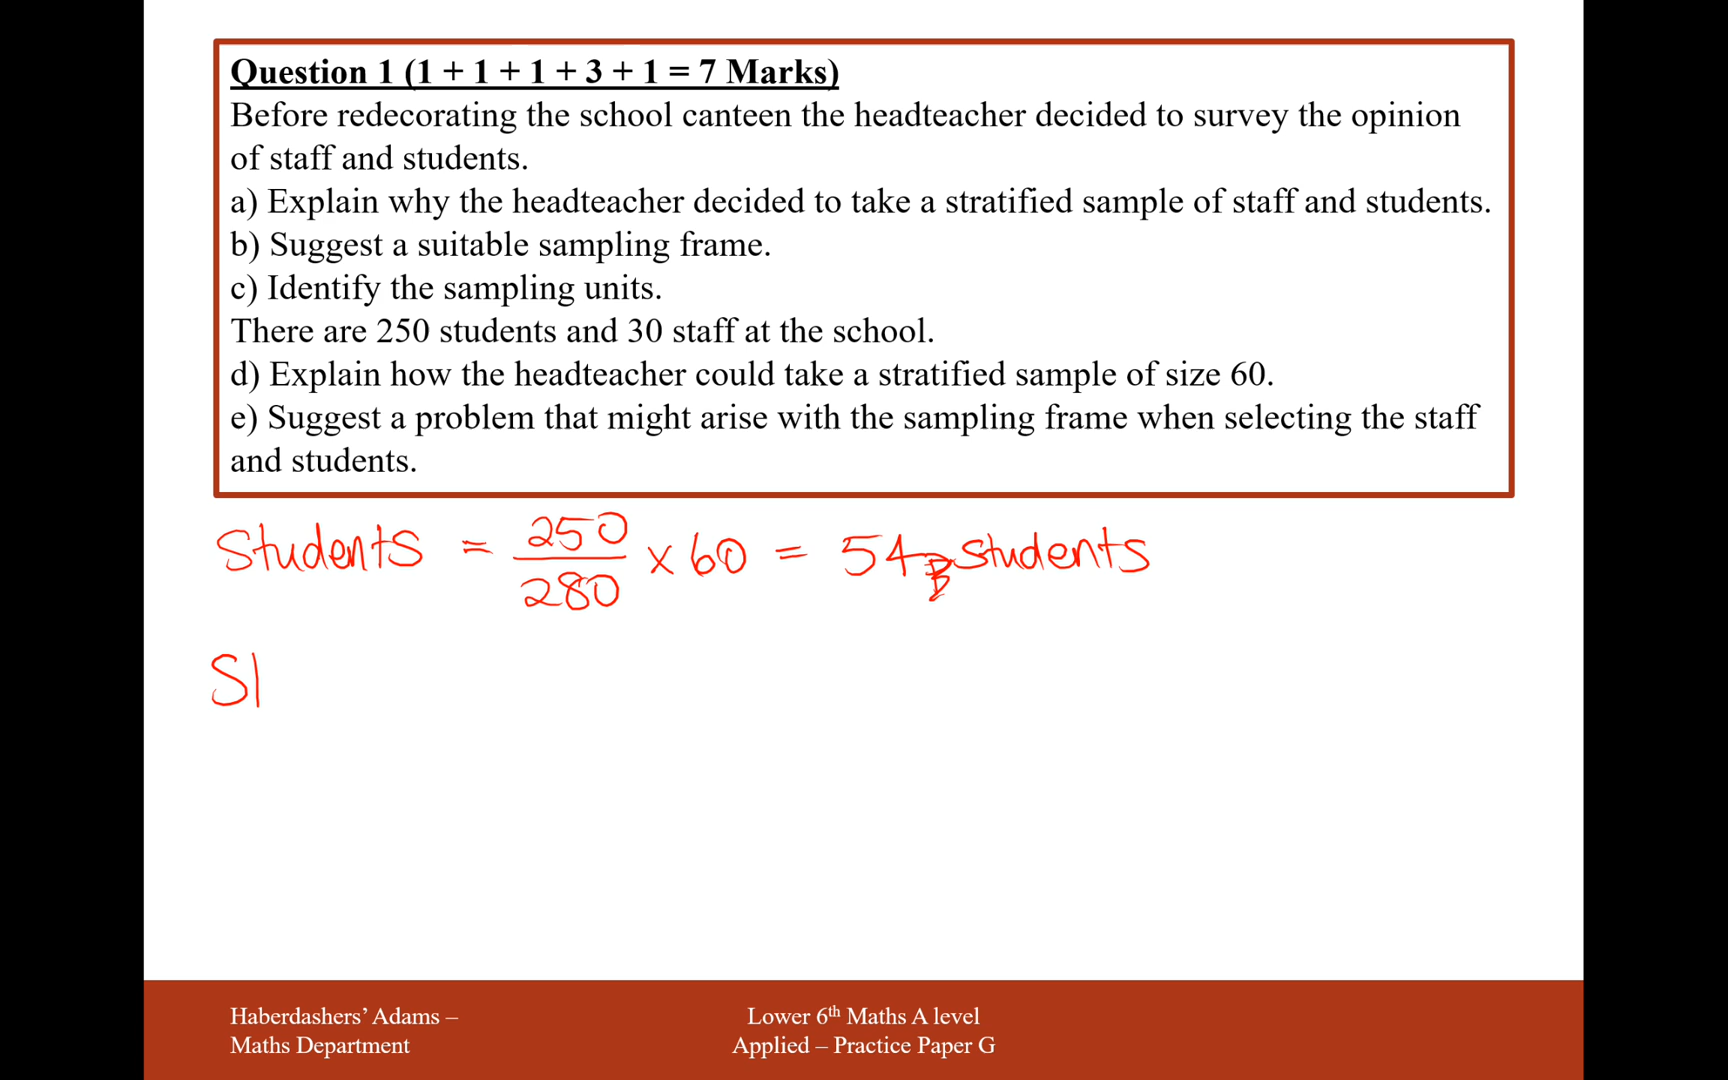 Question 1 (1 + 1 + 1 + 3 + 1 = 7 Marks)
Before redecorating the school canteen the headteacher decided to survey the opinion
of staff and students.
a) Explain why the headteacher decided to take a stratified sample of staff and students.
b) Suggest a suitable sampling frame.
c) Identify the sampling units.
There are 250 students and 30 staff at the school.
d) Explain how the headteacher could take a stratified sample of size 60.
e) Suggest a problem that might arise with the sampling frame when selecting the staff
and students.
Students = 250/280 × 60 = 54 students
Haberdashers' Adams –
Maths Department
Lower 6th Maths A level
Applied – Practice Paper G